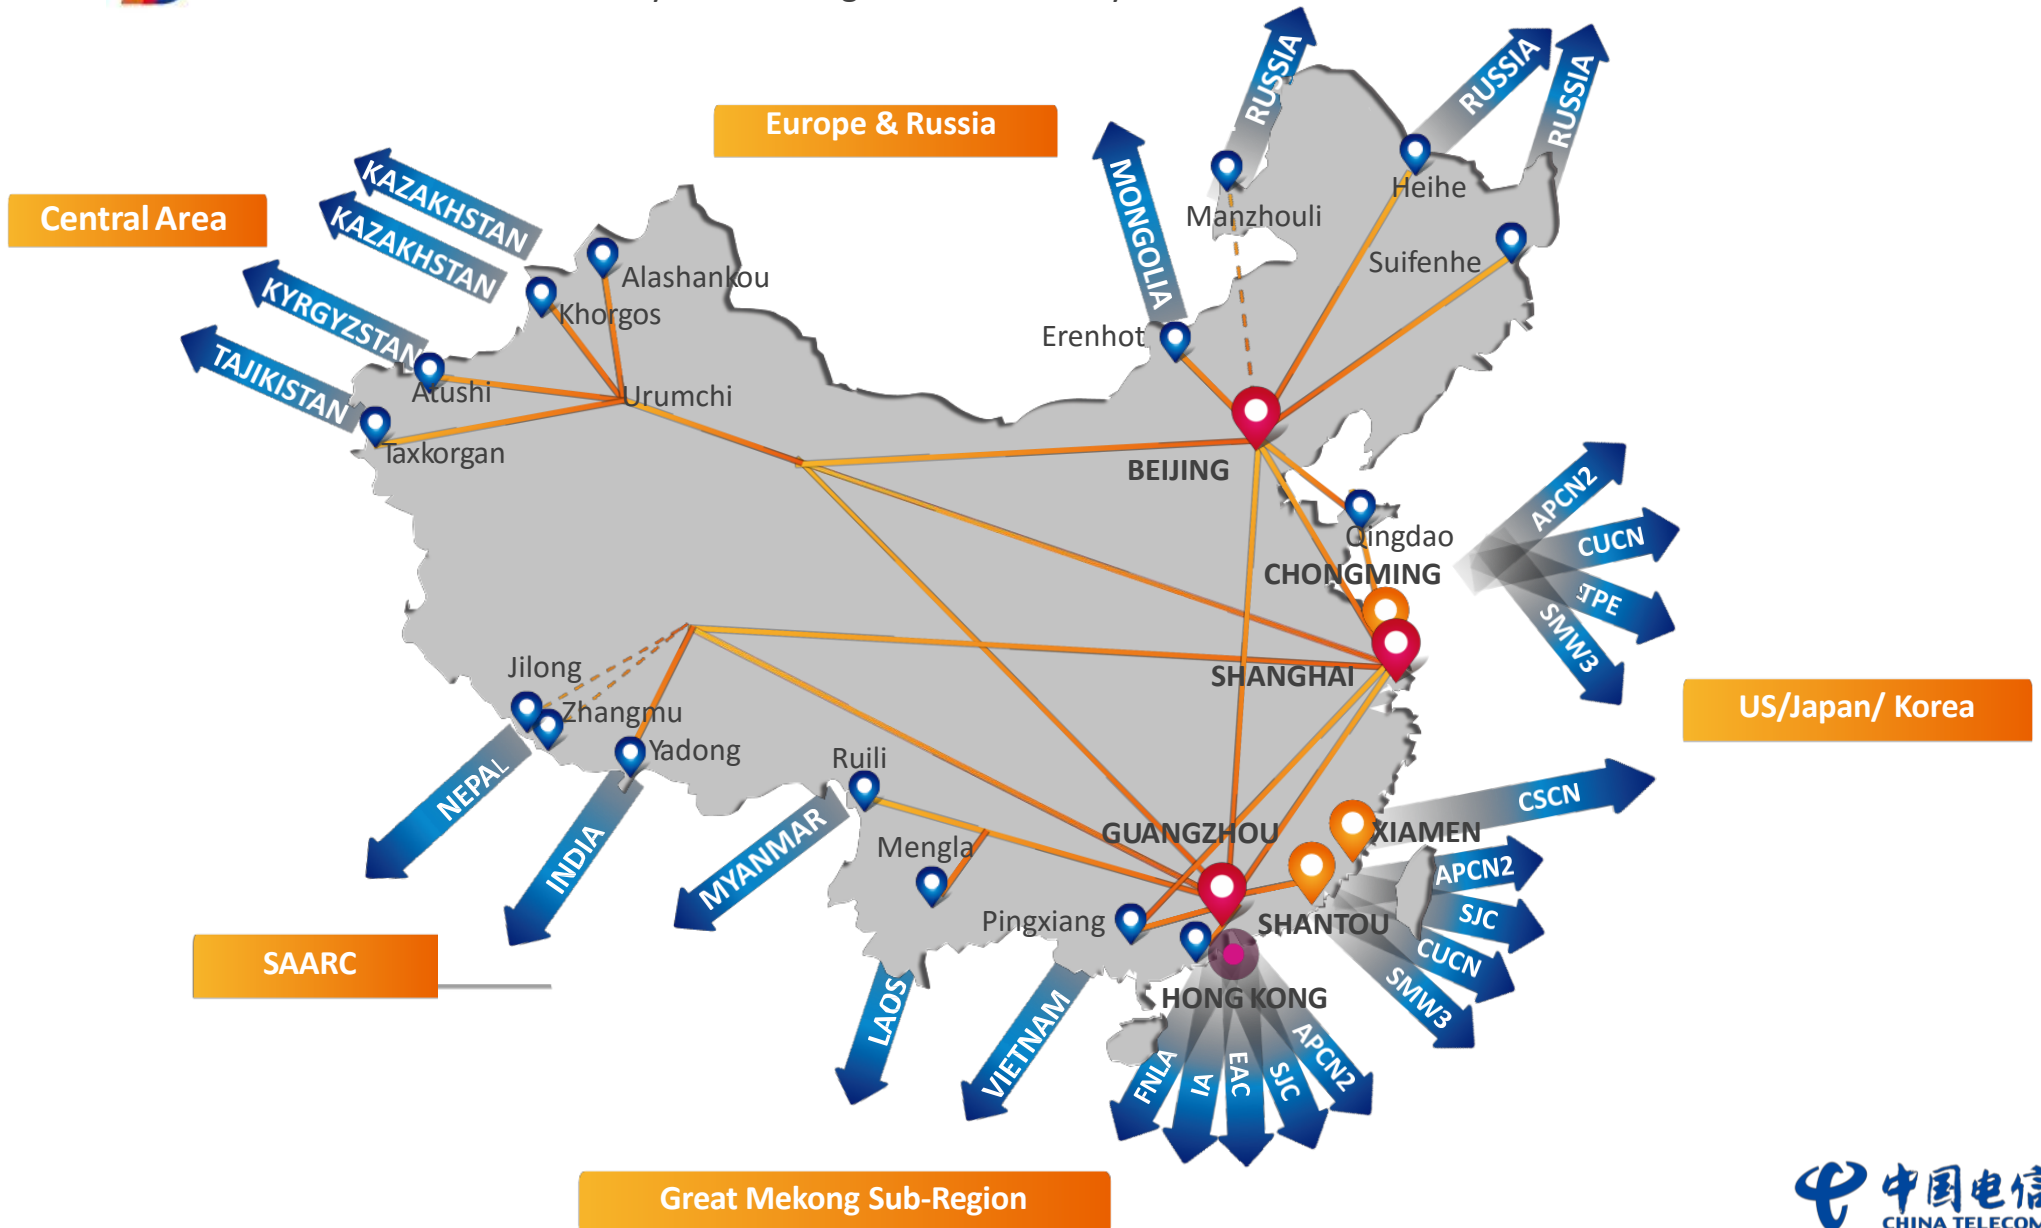 RUSSIA
RUSSIA
RUSSIA
Europe & Russia
MONGOLIA
KAZAKHSTAN
KAZAKHSTAN
Central Area
KYRGYZSTAN
TAJIKISTAN
Heihe
Manzhouli
Suifenhe
Alashankou
Khorgos
Erenhot
Atushi
Urumchi
Taxkorgan
BEIJING
APCN2
CUCN
TPE
SMW3
Qingdao
CHONGMING
SHANGHAI
Jilong
Zhangmu
Yadong
Ruili
US/Japan/ Korea
NEPAL
INDIA
MYANMAR
CSCN
GUANGZHOU
XIAMEN
Mengla
APCN2
SJC
CUCN
SMW3
Pingxiang
SHANTOU
SAARC
HONG KONG
LAOS
VIETNAM
FNLA
IA
EAC
SJC
APCN2
Great Mekong Sub-Region
中国电信
CHINA TELECOM